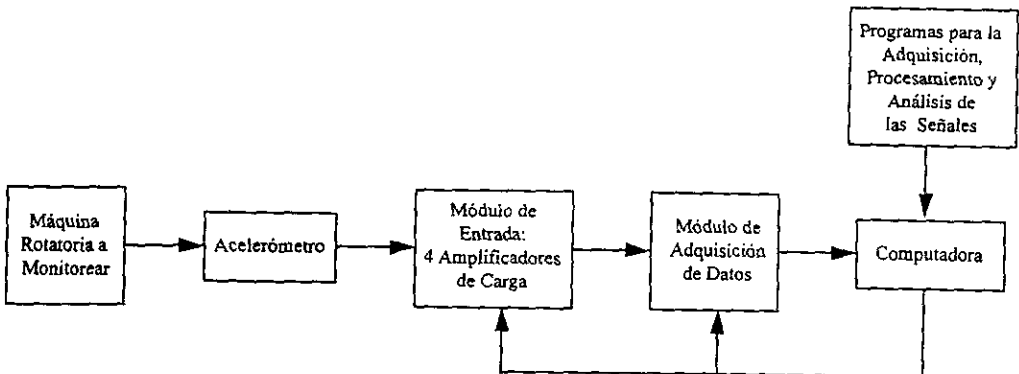 Programas para la
Adquisición,
Procesamiento y
Análisis de
las Señales
Máquina
Rotatoria a
Monitorear
Acelerómetro
Módulo de
Entrada:
4 Amplificadores
de Carga
Módulo de
Adquisición
de Datos
Computadora